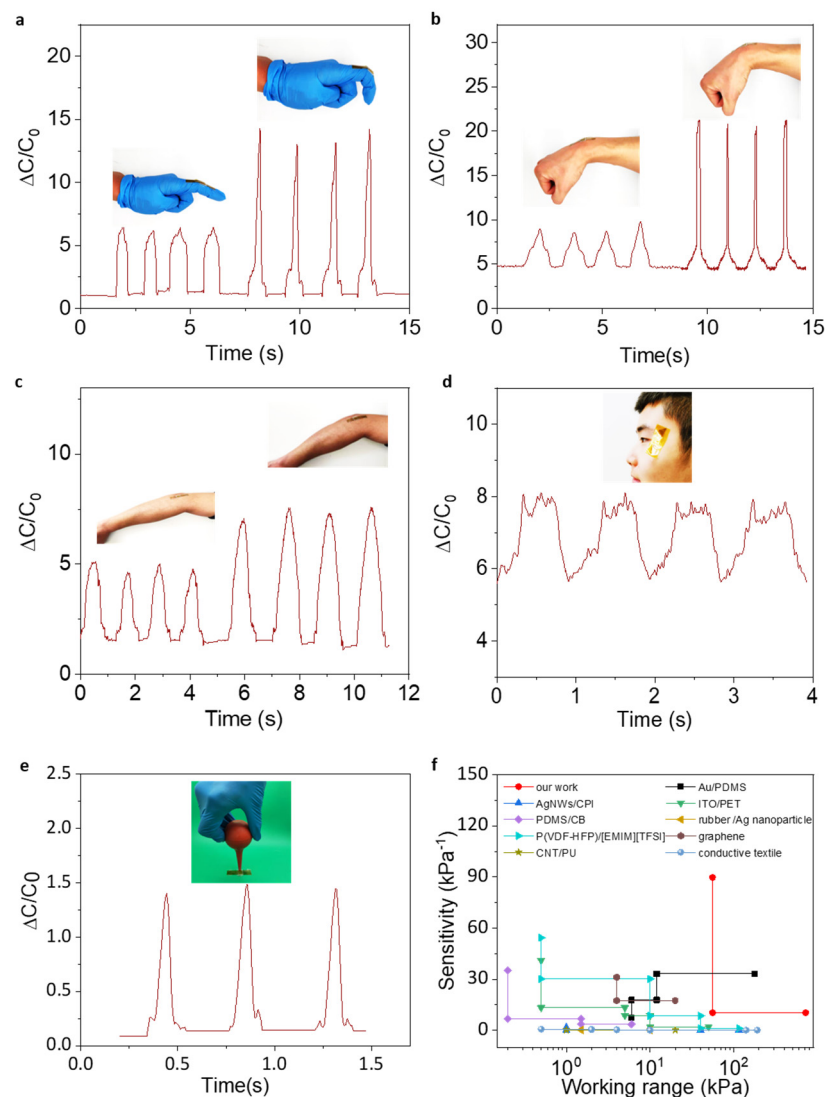 a
ΔC/C0
25
20
15
10
5
0
0 5 10 15
Time (s)
b
ΔC/C0
30
25
20
15
10
5
0
0 5 10 15
Time(s)
c
ΔC/C0
10
5
0
0 2 4 6 8 10 12
Time (s)
d
ΔC/C0
10
8
6
4
0 1 2 3 4
Time (s)
e
ΔC/C0
2.5
2.0
1.5
1.0
0.5
0.0
0.0 0.5 1.0 1.5
Time(s)
f
Sensitivity (kPa-1)
150
120
90
60
30
0
our work
AgNWs/CPI
PDMS/CB
P(VDF-HFP)/[EMIM][TFSI]
CNT/PU
Au/PDMS
ITO/PET
rubber /Ag nanoparticle
graphene
conductive textile
10^0 10^1 10^2
Working range (kPa)